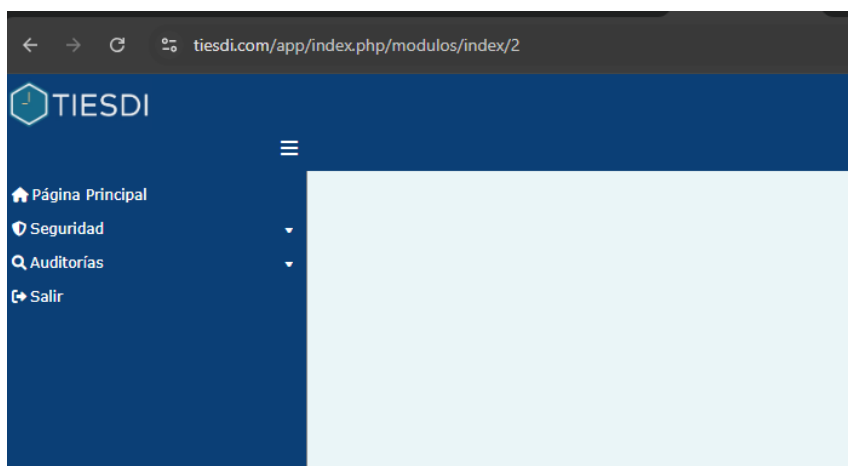 tiesdi.com/app/index.php/modulos/index/2
TIESDI
Página Principal
Seguridad
Auditorías
Salir